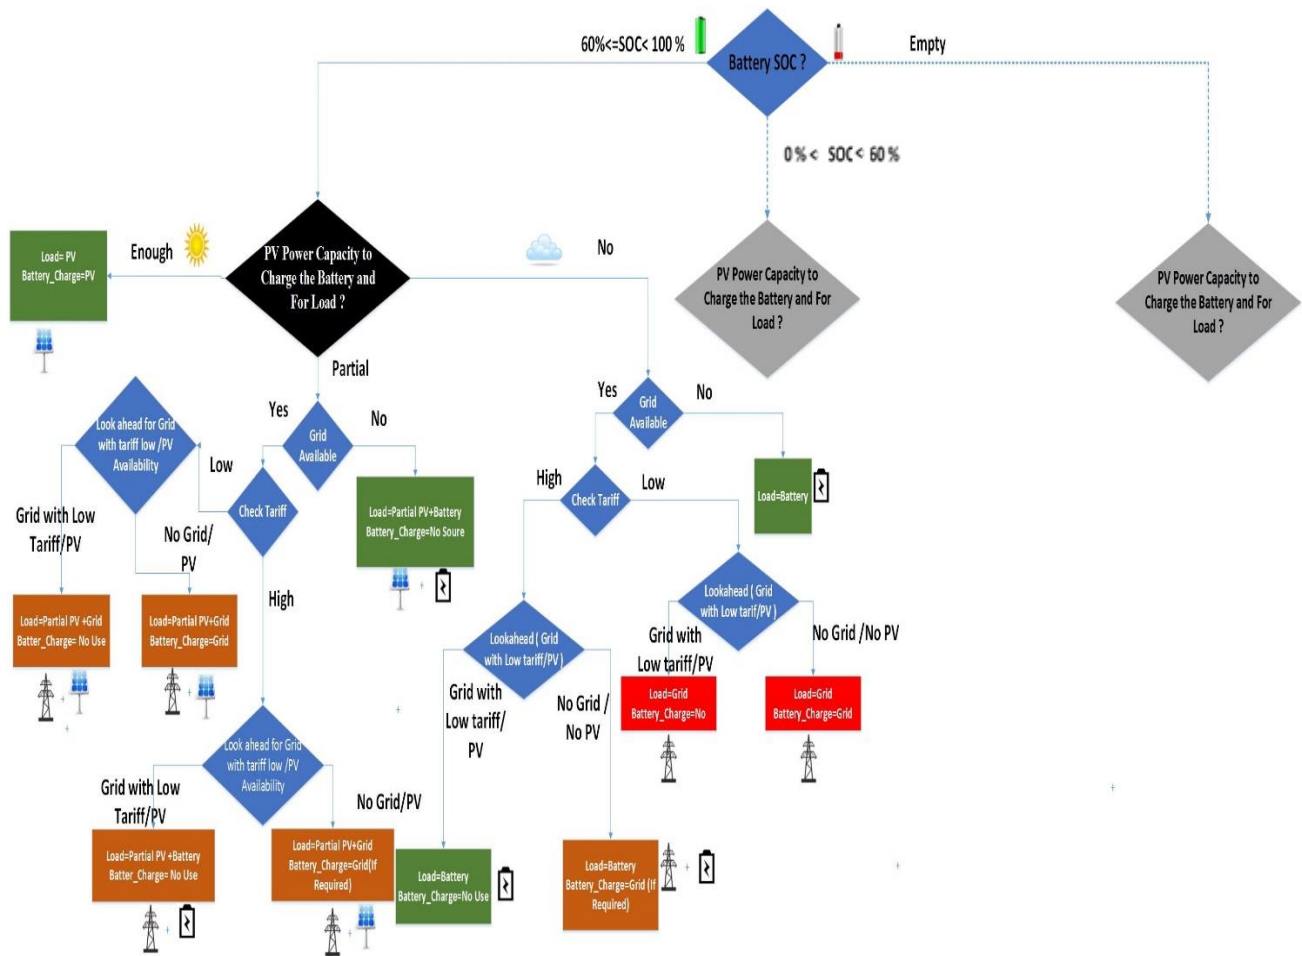 60%<=SOC< 100 %
Battery SOC ?
Empty
0 % < SOC < 60 %
Load= PV
Battery_Charge=PV
Enough
PV Power Capacity to
Charge the Battery and
For Load ?
No
PV Power Capacity to
Charge the Battery and For
Load ?
PV Power Capacity to
Charge the Battery and For
Load ?
Partial
Look ahead for Grid
with tariff low /PV
Availability
Yes
Grid
Available
No
Low
Check Tariff
Load=Partial PV+Battery
Battery_Charge=No Soure
Yes
Grid
Available
No
High
Check Tariff
Low
Load=Battery
Grid with Low
Tariff/PV
No Grid/
PV
High
Load=Partial PV +Grid
Batter_Charge= No Use
Load=Partial PV+Grid
Battery_Charge=Grid
Lookahead ( Grid
with Low tariff/PV )
Lookahead ( Grid
with Low tarif/PV )
Grid with
Low tariff/PV
No Grid /No PV
Load=Grid
Battery_Charge=No
Load=Grid
Battery_Charge=Grid
Grid with
Low tariff/
PV
No Grid /
No PV
Look ahead for Grid
with tariff low /PV
Availability
Grid with Low
Tariff/PV
No Grid/PV
Load=Partial PV +Battery
Batter_Charge= No Use
Load=Partial PV+Grid
Battery_Charge=Grid(If
Required)
Load=Battery
Battery_Charge=No Use
Load=Battery
Battery_Charge=Grid (If
Required)